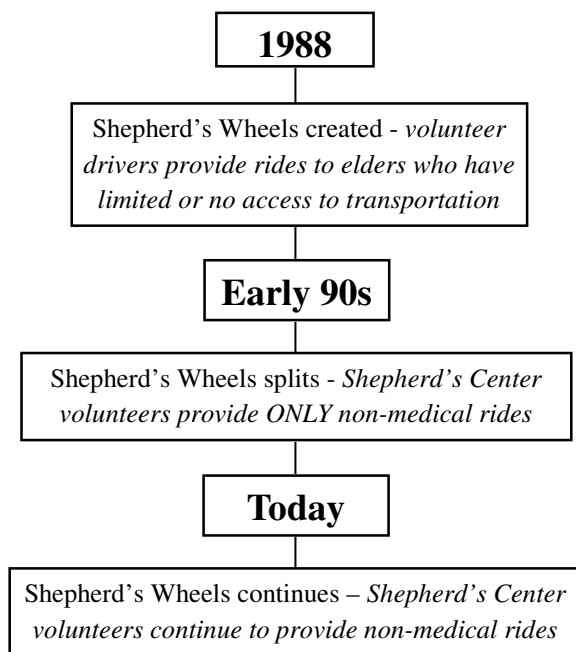 1988
Shepherd’s Wheels created - volunteer
drivers provide rides to elders who have
limited or no access to transportation
Early 90s
Shepherd’s Wheels splits - Shepherd’s Center
volunteers provide ONLY non-medical rides
Today
Shepherd’s Wheels continues – Shepherd’s Center
volunteers continue to provide non-medical rides